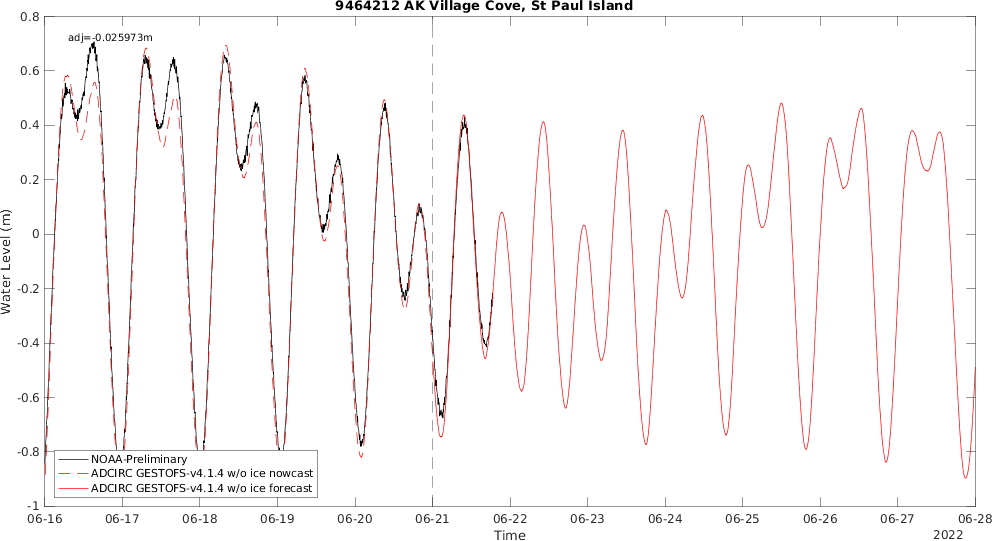 9464212 AK Village Cove, St Paul Island
adj=-0.025973m
0.8
0.6
0.4
0.2
0
-0.2
-0.4
-0.6
-0.8
-1
Water Level (m)
NOAA-Preliminary
ADCIRC GESTOFS-v4.1.4 w/o ice nowcast
ADCIRC GESTOFS-v4.1.4 w/o ice forecast
06-16 06-17 06-18 06-19 06-20 06-21 06-22 06-23 06-24 06-25 06-26 06-27 06-28
Time
2022